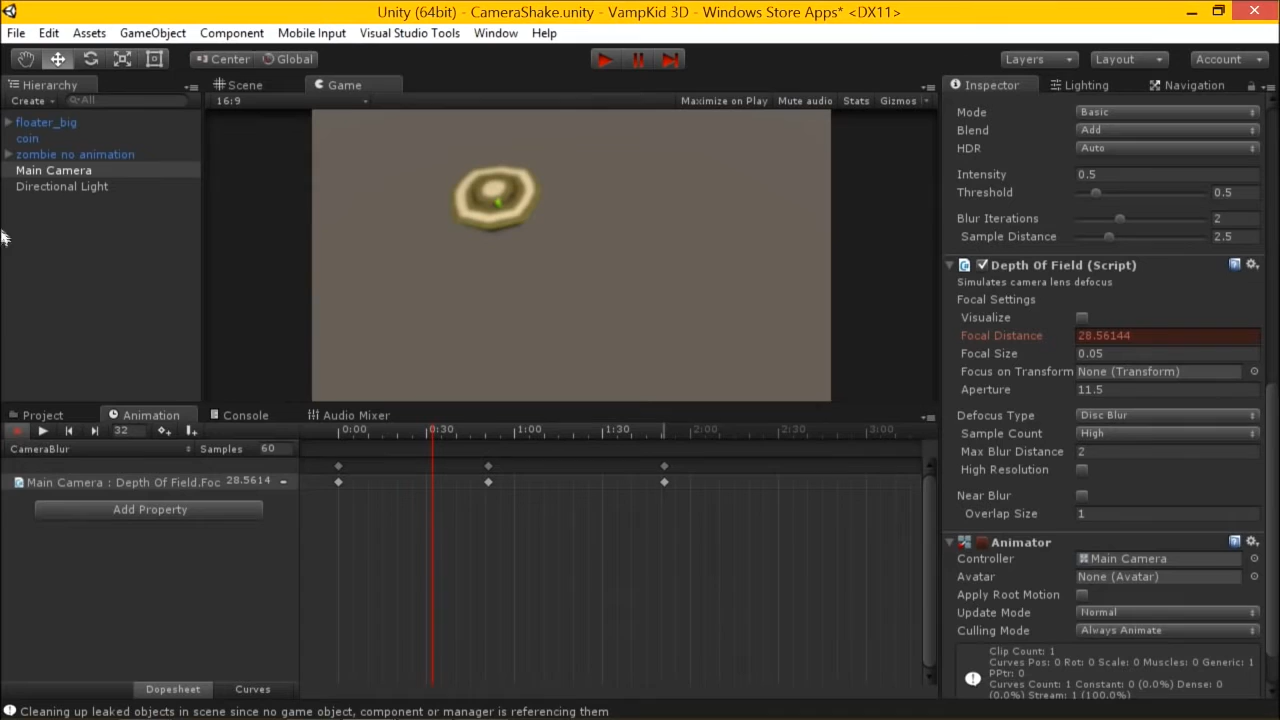 Unity (64bit) - CameraShake.unity - VampKid 3D - Windows Store Apps* <DX11>
File Edit Assets GameObject Component Mobile Input Visual Studio Tools Window Help
Center Global Layers Layout Account
Hierarchy
Create All
floater_big
coin
zombie no animation
Main Camera
Directional Light
Scene Game
16:9 Maximize on Play Mute audio Stats Gizmos
Inspector Lighting Navigation
Mode Basic
Blend Add
HDR Auto
Intensity 0.5
Threshold 0.5
Blur Iterations 2
Sample Distance 2.5
Depth Of Field (Script)
Simulates camera lens defocus
Focal Settings
Visualize
Focal Distance 28.56144
Focal Size 0.05
Focus on Transform None (Transform)
Aperture 11.5
Defocus Type Disc Blur
Sample Count High
Max Blur Distance 2
High Resolution
Near Blur
Overlap Size 1
Animator
Controller Main Camera
Avatar None (Avatar)
Apply Root Motion
Update Mode Normal
Culling Mode Always Animate
Clip Count: 1
Curves Pos: 0 Rot: 0 Scale: 0 Muscles: 0 Generic: 1
PPtr: 0
Curves Count: 1 Constant: 0 (0.0%) Dense: 0
(0.0%) Stream: 1 (100.0%)
Project Animation Console Audio Mixer
32 0:00 0:30 1:00 1:30 2:00 2:30 3:00
CameraBlur Samples 60
Main Camera : Depth Of Field.Foc 28.5614
Add Property
Dopesheet Curves
Cleaning up leaked objects in scene since no game object, component or manager is referencing them